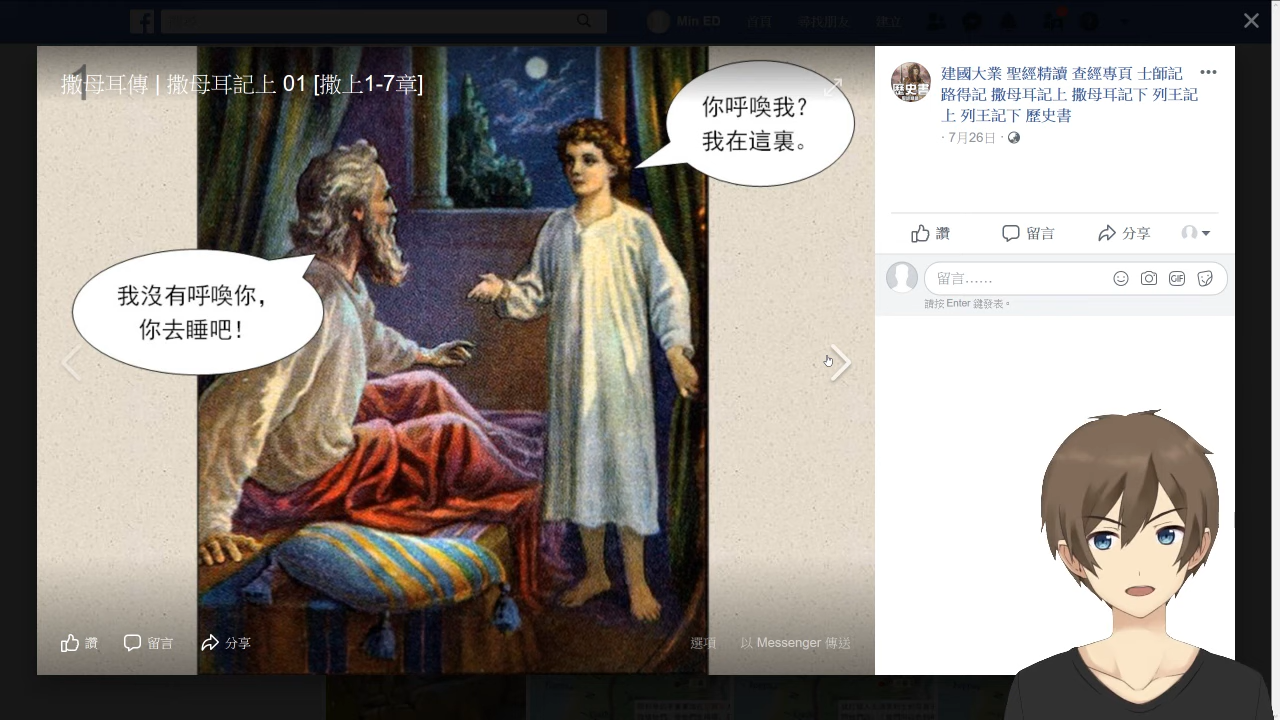 Min ED
首頁
尋找朋友
建立
1
撒母耳傳 | 撒母耳記上 01 [撒上1-7章]
你呼喚我?
我在這裏。
我沒有呼喚你,
你去睡吧!
讚
留言
分享
選項
以 Messenger 傳送
歷史書
建國大業 聖經精讀 查經專頁 士師記
路得記 撒母耳記上 撒母耳記下 列王記
上 列王記下 歷史書
· 7月26日 ·
讚
留言
分享
留言......
GIF
請按 Enter 鍵發表。